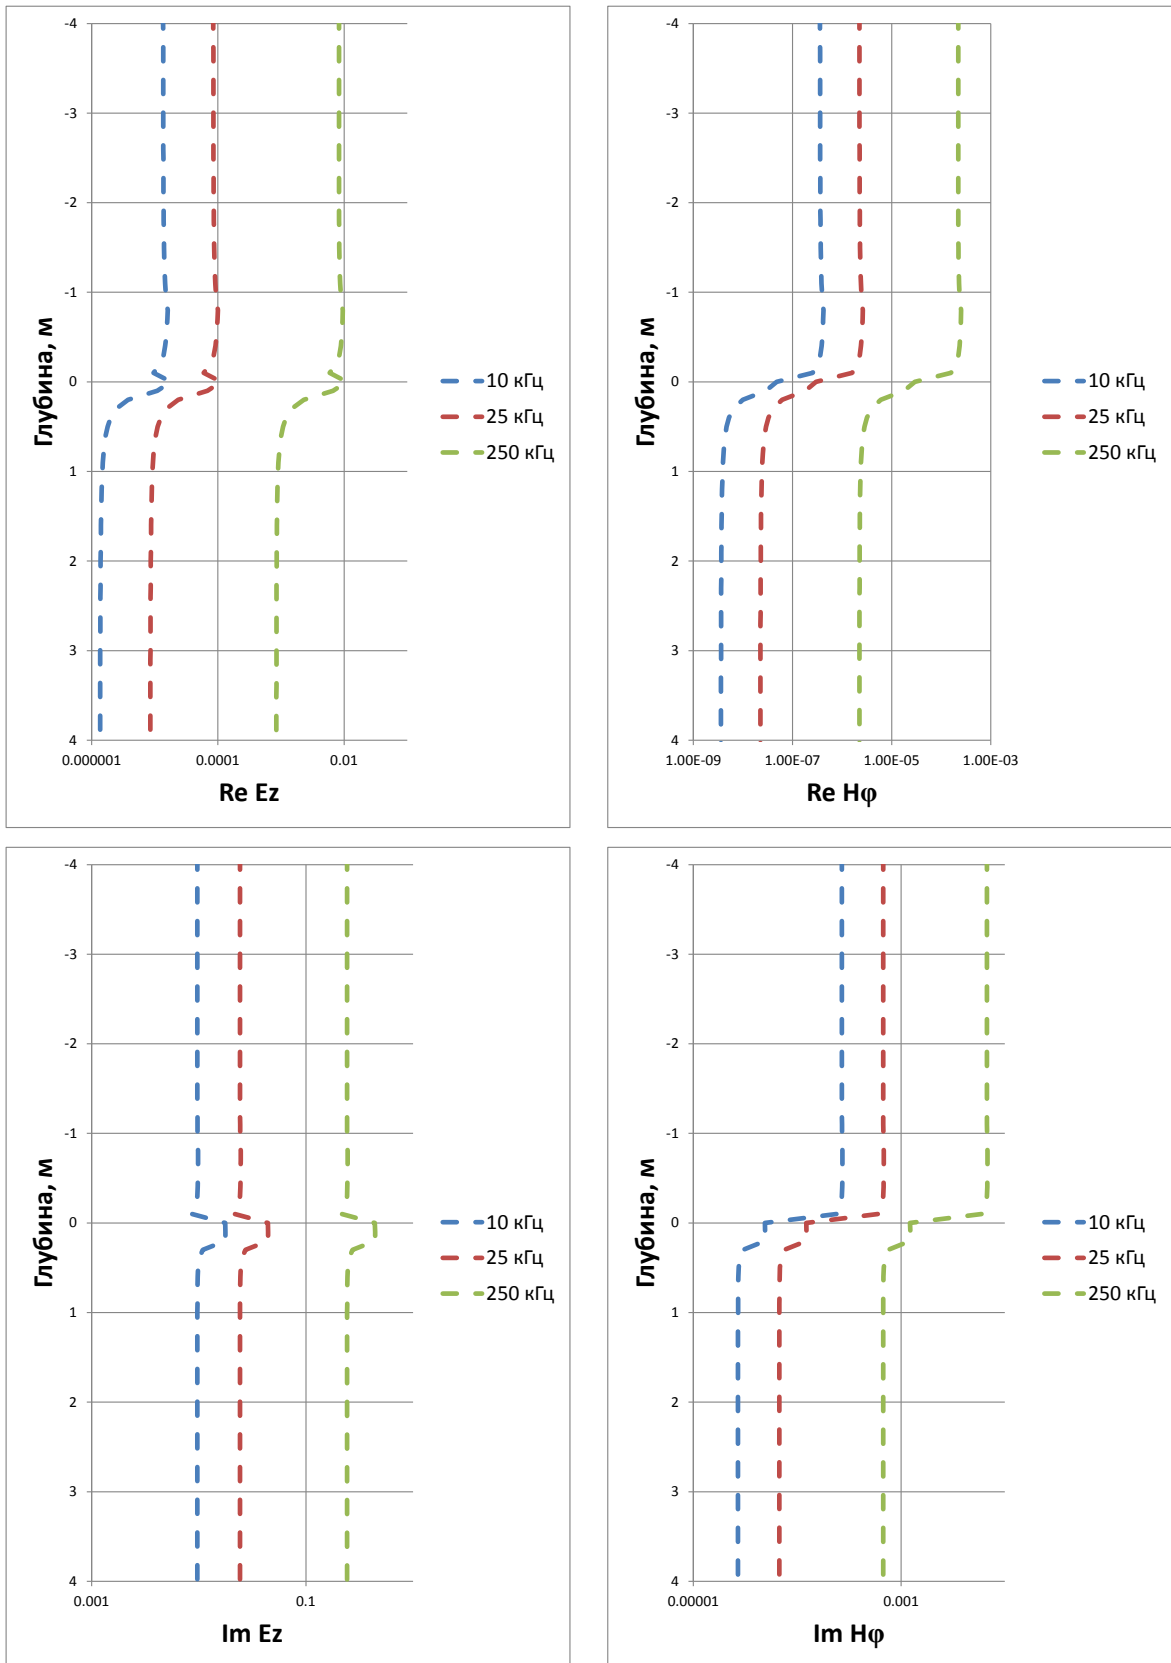 -4
-3
-2
-1
0
1
2
3
4
Глубина, м
0.000001
0.0001
0.01
Re Ez
10 кГц
25 кГц
250 кГц
-4
-3
-2
-1
0
1
2
3
4
Глубина, м
1.00E-09
1.00E-07
1.00E-05
1.00E-03
Re Hφ
10 кГц
25 кГц
250 кГц
-4
-3
-2
-1
0
1
2
3
4
Глубина, м
0.001
0.1
Im Ez
10 кГц
25 кГц
250 кГц
-4
-3
-2
-1
0
1
2
3
4
Глубина, м
0.00001
0.001
Im Hφ
10 кГц
25 кГц
250 кГц